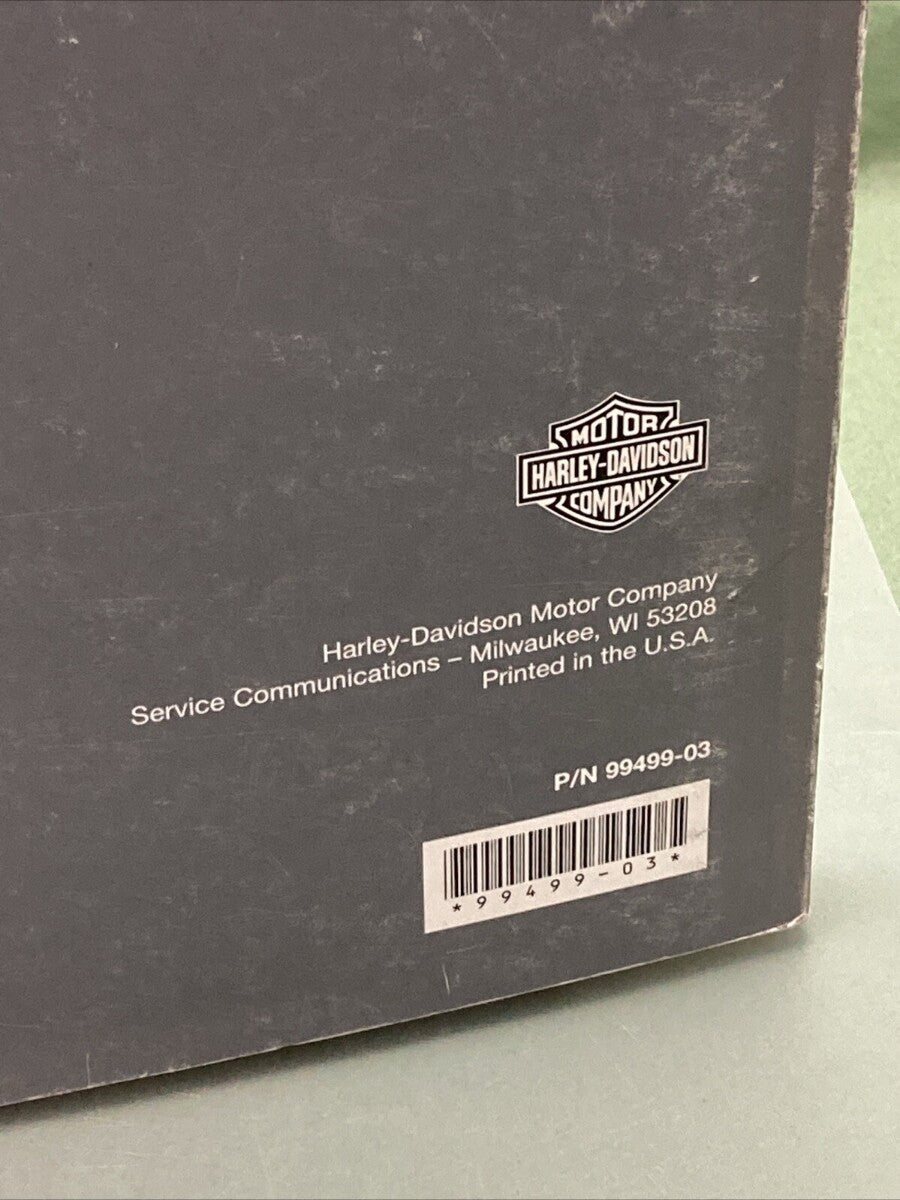 MOTOR
HARLEY-DAVIDSON
COMPANY
Harley-Davidson Motor Company
Service Communications – Milwaukee, WI 53208
Printed in the U.S.A.
P/N 99499-03
*99499-03*